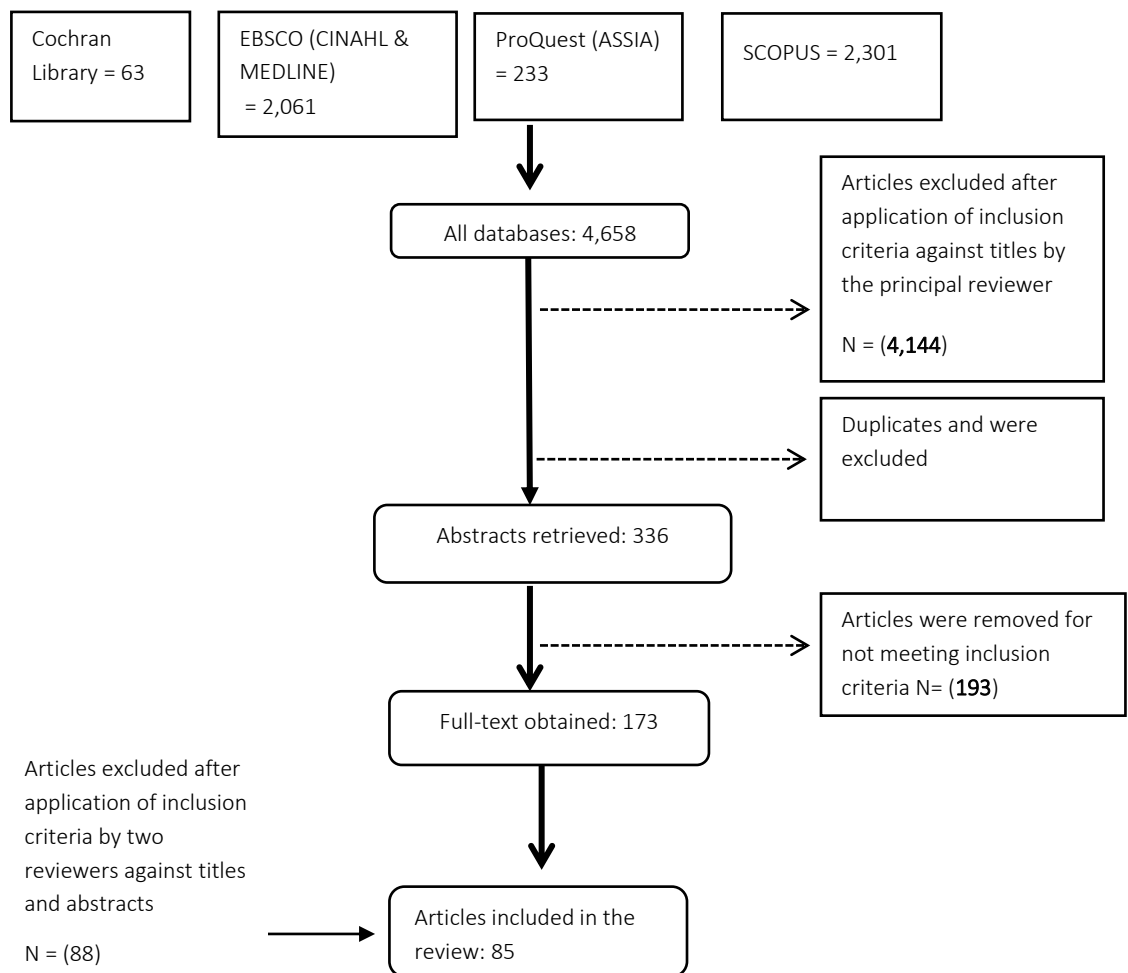 Cochran
Library = 63
EBSCO (CINAHL &
MEDLINE)
= 2,061
ProQuest (ASSIA)
= 233
SCOPUS = 2,301
All databases: 4,658
Articles excluded after
application of inclusion
criteria against titles by
the principal reviewer
N = (4,144)
Duplicates and were
excluded
Abstracts retrieved: 336
Articles were removed for
not meeting inclusion
criteria N= (193)
Full-text obtained: 173
Articles excluded after
application of inclusion
criteria by two
reviewers against titles
and abstracts
N = (88)
Articles included in the
review: 85